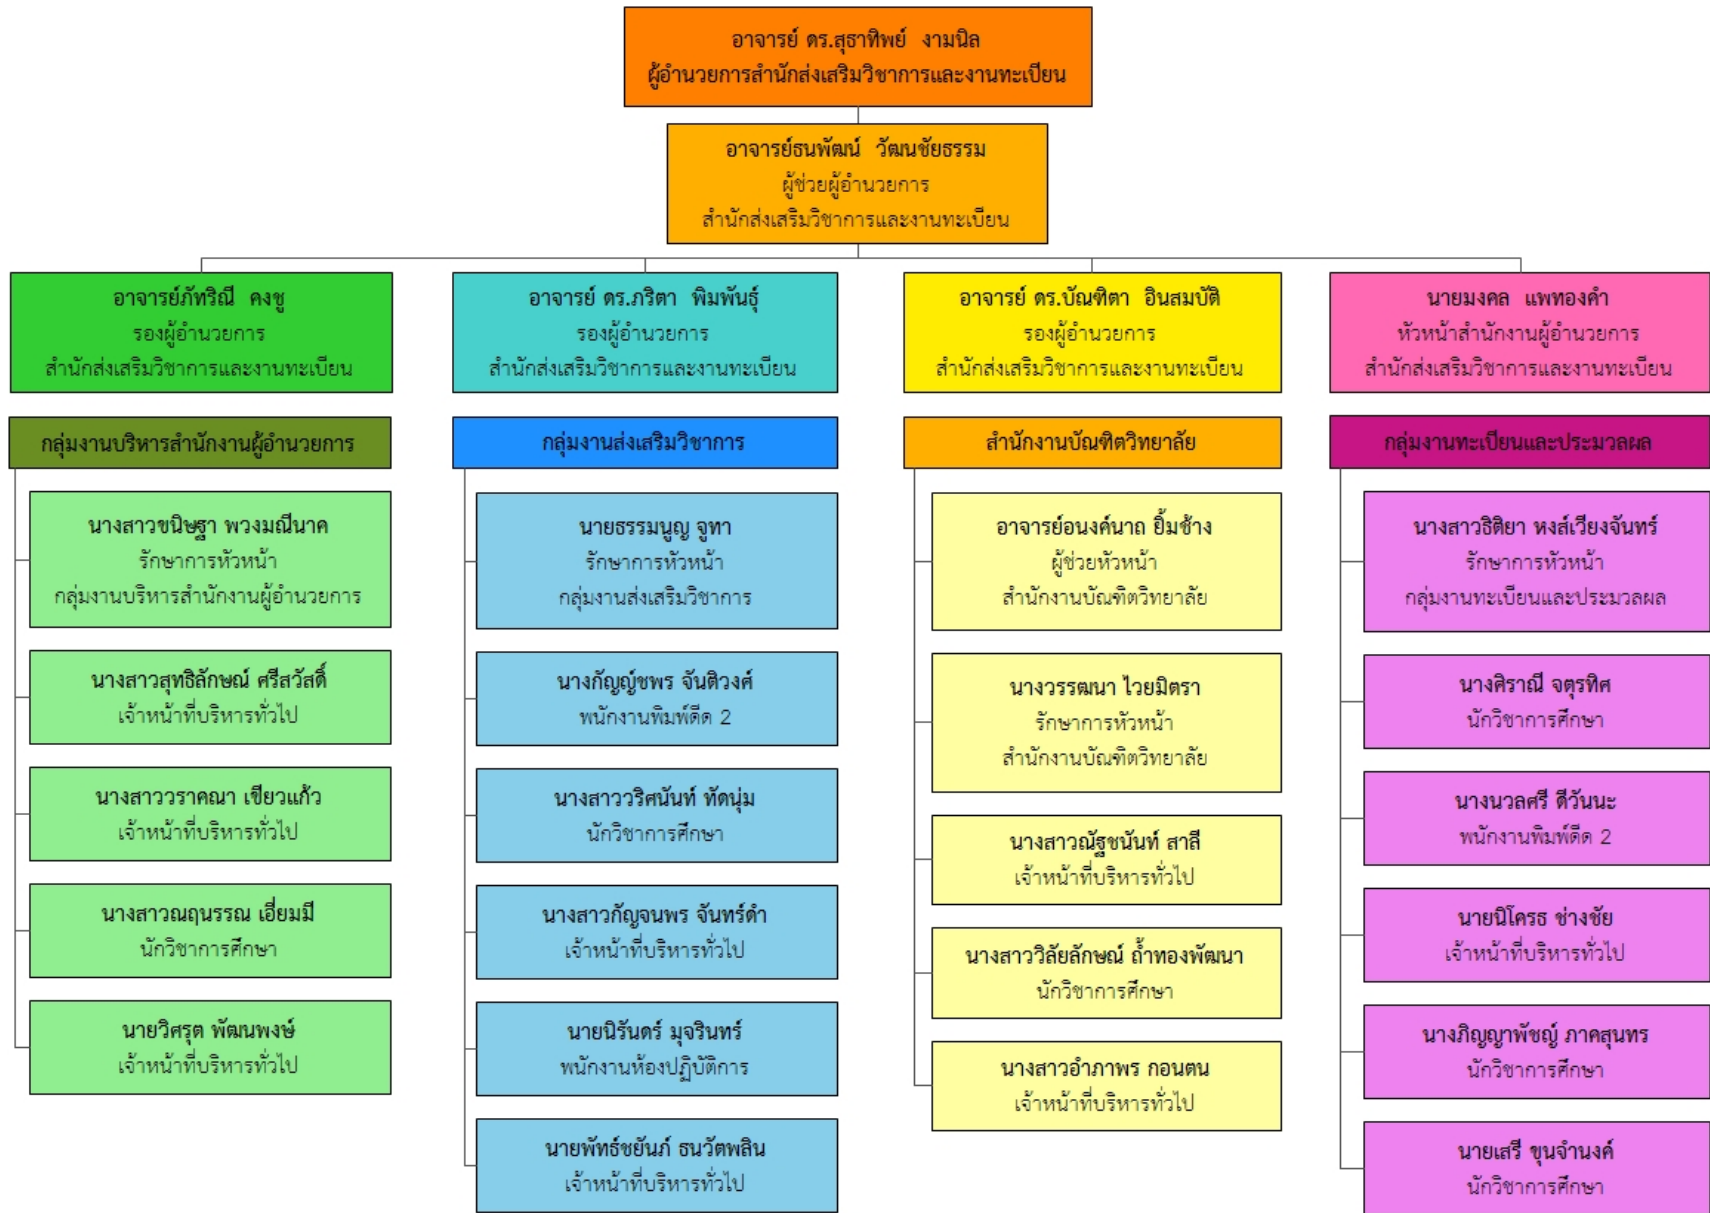 อาจารย์ ดร.สุธาทิพย์  งามนิล
ผู้อำนวยการสำนักส่งเสริมวิชาการและงานทะเบียน
อาจารย์ธนพัฒน์  วัฒนชัยธรรม
ผู้ช่วยผู้อำนวยการ
สำนักส่งเสริมวิชาการและงานทะเบียน
อาจารย์ภัทริณี  คงชู
รองผู้อำนวยการ
สำนักส่งเสริมวิชาการและงานทะเบียน
กลุ่มงานบริหารสำนักงานผู้อำนวยการ
นางสาวขนิษฐา พวงมณีนาค
รักษาการหัวหน้า
กลุ่มงานบริหารสำนักงานผู้อำนวยการ
นางสาวสุทธิลักษณ์ ศรีสวัสดิ์
เจ้าหน้าที่บริหารทั่วไป
นางสาววราคณา เขียวแก้ว
เจ้าหน้าที่บริหารทั่วไป
นางสาวณฤนรรณ เอี่ยมมี
นักวิชาการศึกษา
นายวิศรุต พัฒนพงษ์
เจ้าหน้าที่บริหารทั่วไป
อาจารย์ ดร.ภริตา  พิมพันธุ์
รองผู้อำนวยการ
สำนักส่งเสริมวิชาการและงานทะเบียน
กลุ่มงานส่งเสริมวิชาการ
นายธรรมนูญ จูทา
รักษาการหัวหน้า
กลุ่มงานส่งเสริมวิชาการ
นางกัญญ์ชพร จันติวงศ์
พนักงานพิมพ์ดีด 2
นางสาววริศนันท์ ทัดนุ่ม
นักวิชาการศึกษา
นางสาวกัญจนพร จันทร์ดำ
เจ้าหน้าที่บริหารทั่วไป
นายนิรันดร์ มุจรินทร์
พนักงานห้องปฏิบัติการ
นายพัทธ์ชยันภ์ ธนวัตพลิน
เจ้าหน้าที่บริหารทั่วไป
อาจารย์ ดร.บัณฑิตา  อินสมบัติ
รองผู้อำนวยการ
สำนักส่งเสริมวิชาการและงานทะเบียน
สำนักงานบัณฑิตวิทยาลัย
อาจารย์อนงค์นาถ ยิ้มช้าง
ผู้ช่วยหัวหน้า
สำนักงานบัณฑิตวิทยาลัย
นางวรรฒนา ไวยมิตรา
รักษาการหัวหน้า
สำนักงานบัณฑิตวิทยาลัย
นางสาวณัฐชนันท์ สาลี
เจ้าหน้าที่บริหารทั่วไป
นางสาววิลัยลักษณ์ ถ้ำทองพัฒนา
นักวิชาการศึกษา
นางสาวอำภาพร กอนตน
เจ้าหน้าที่บริหารทั่วไป
นายมงคล  แพทองคำ
หัวหน้าสำนักงานผู้อำนวยการ
สำนักส่งเสริมวิชาการและงานทะเบียน
กลุ่มงานทะเบียนและประมวลผล
นางสาวธิติยา หงส์เวียงจันทร์
รักษาการหัวหน้า
กลุ่มงานทะเบียนและประมวลผล
นางศิราณี จตุรทิศ
นักวิชาการศึกษา
นางนวลศรี ดีวันนะ
พนักงานพิมพ์ดีด 2
นายนิโครธ ช่างชัย
เจ้าหน้าที่บริหารทั่วไป
นางภิญญาพัชญ์ ภาคสุนทร
นักวิชาการศึกษา
นายเสรี ขุนจำนงค์
นักวิชาการศึกษา